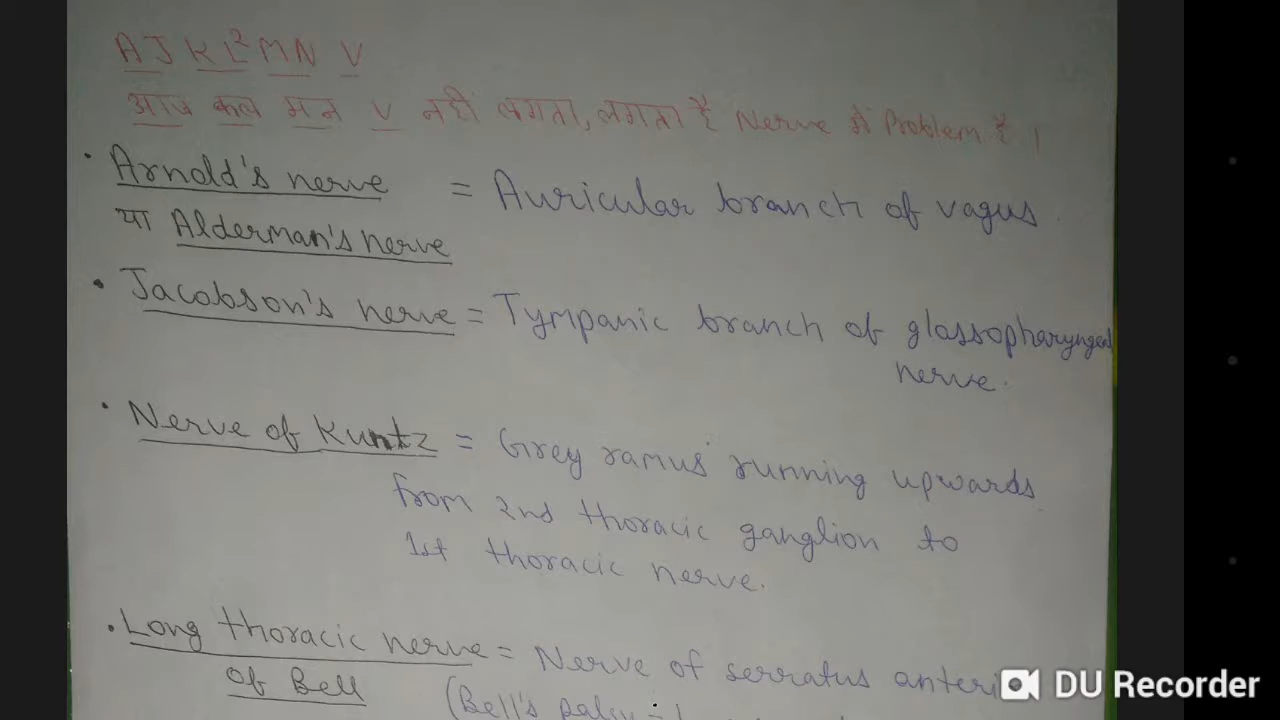 A J K L² M N V
आज कल मन V नहीं लगता, लगता है Nerve में Problem है ।
• Arnold's nerve = Auricular branch of vagus.
या Alderman's nerve
• Jacobson's nerve = Tympanic branch of glossopharyngeal
nerve.
• Nerve of Kuntz = Grey ramus running upwards
from 2nd thoracic ganglion to
1st thoracic nerve.
• Long thoracic nerve = Nerve of serratus
of Bell
(Bell's palsy
DU Recorder